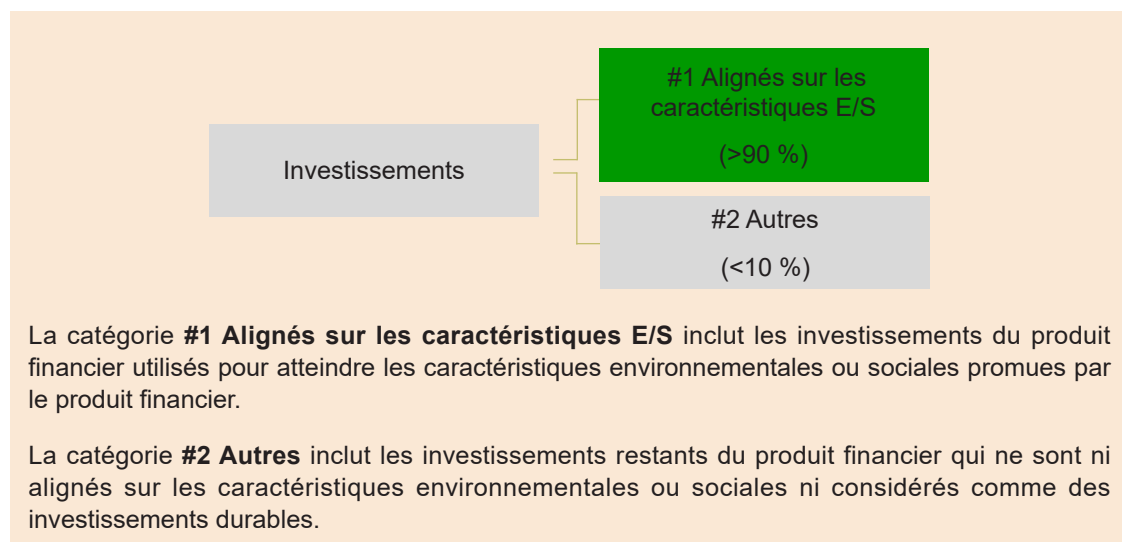 #1 Alignés sur les
caractéristiques E/S
(>90 %)
Investissements
#2 Autres
(<10 %)
La catégorie #1 Alignés sur les caractéristiques E/S inclut les investissements du produit
financier utilisés pour atteindre les caractéristiques environnementales ou sociales promues par
le produit financier.
La catégorie #2 Autres inclut les investissements restants du produit financier qui ne sont ni
alignés sur les caractéristiques environnementales ou sociales ni considérés comme des
investissements durables.